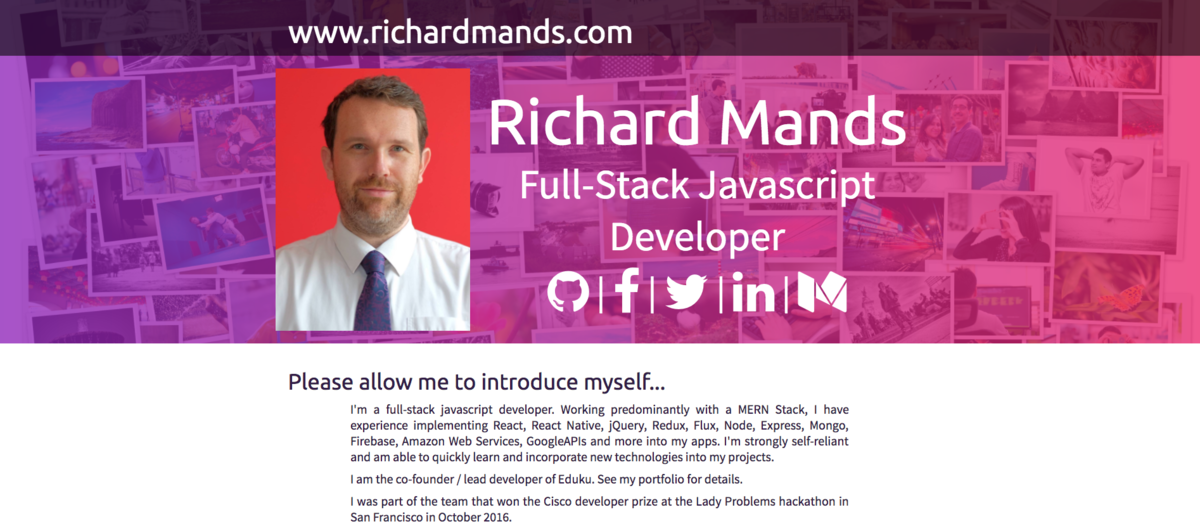 www.richardmands.com
Richard Mands
Full-Stack Javascript
Developer
| | | in |
Please allow me to introduce myself...
I'm a full-stack javascript developer. Working predominantly with a MERN Stack, I have
experience implementing React, React Native, jQuery, Redux, Flux, Node, Express, Mongo,
Firebase, Amazon Web Services, GoogleAPIs and more into my apps. I'm strongly self-reliant
and am able to quickly learn and incorporate new technologies into my projects.
I am the co-founder / lead developer of Eduku. See my portfolio for details.
I was part of the team that won the Cisco developer prize at the Lady Problems hackathon in
San Francisco in October 2016.